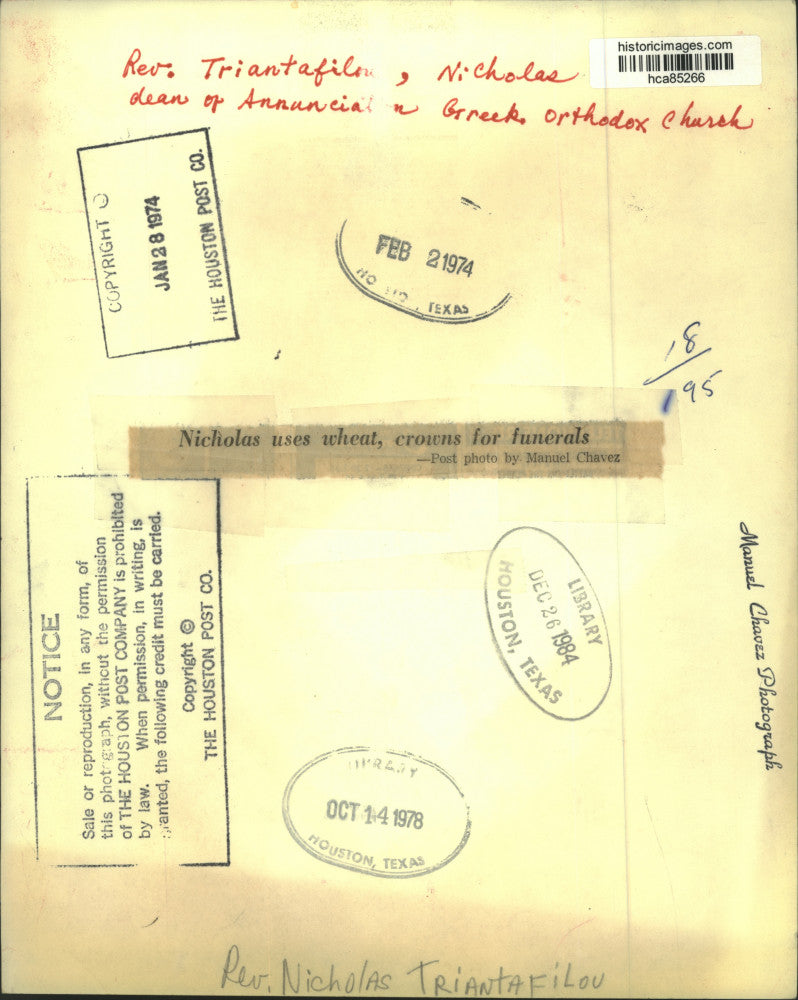 historicimages.com
hca85266
Rev. Triantafilou, Nicholas
dean of Annunciation Greek Orthodox Church
COPYRIGHT ©
JAN 28 1974
THE HOUSTON POST CO.
FEB 2 1974
TEXAS
18/95
Nicholas uses wheat, crowns for funerals
—Post photo by Manuel Chavez
NOTICE
Sale or reproduction, in any form, of
this photograph, without the permission
of THE HOUSTON POST COMPANY is prohibited
by law. When permission, in writing, is
granted, the following credit must be carried.
Copyright ©
THE HOUSTON POST CO.
LIBRARY
DEC 26 1984
HOUSTON, TEXAS
Manuel Chavez Photograph
LIBRARY
OCT 14 1978
HOUSTON, TEXAS
Rev. Nicholas TRIANTAFILOU